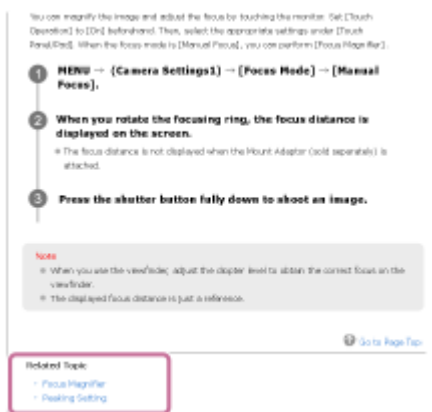 You can magnify the image and adjust the focus by touching the monitor. Set [Touch
Operation] to [On] beforehand. Then, select the appropriate settings under [Touch
Panel/Pad]. When the focus mode is [Manual Focus], you can perform [Focus Magnifier].
1 MENU → (Camera Settings1) → [Focus Mode] → [Manual
Focus].
2 When you rotate the focusing ring, the focus distance is
displayed on the screen.
The focus distance is not displayed when the Mount Adaptor (sold separately) is
attached.
3 Press the shutter button fully down to shoot an image.
Note
When you use the viewfinder, adjust the diopter level to obtain the correct focus on the
viewfinder.
The displayed focus distance is just a reference.
Go to Page Top
Related Topic
Focus Magnifier
Peaking Setting